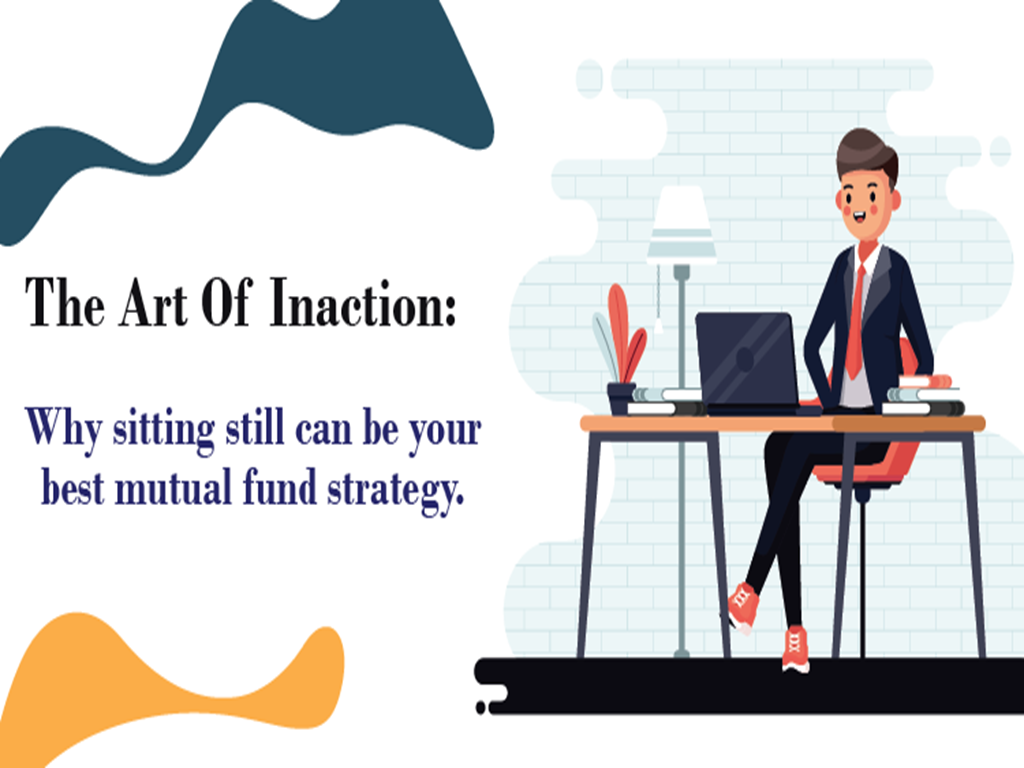 The Art Of Inaction:
Why sitting still can be your
best mutual fund strategy.